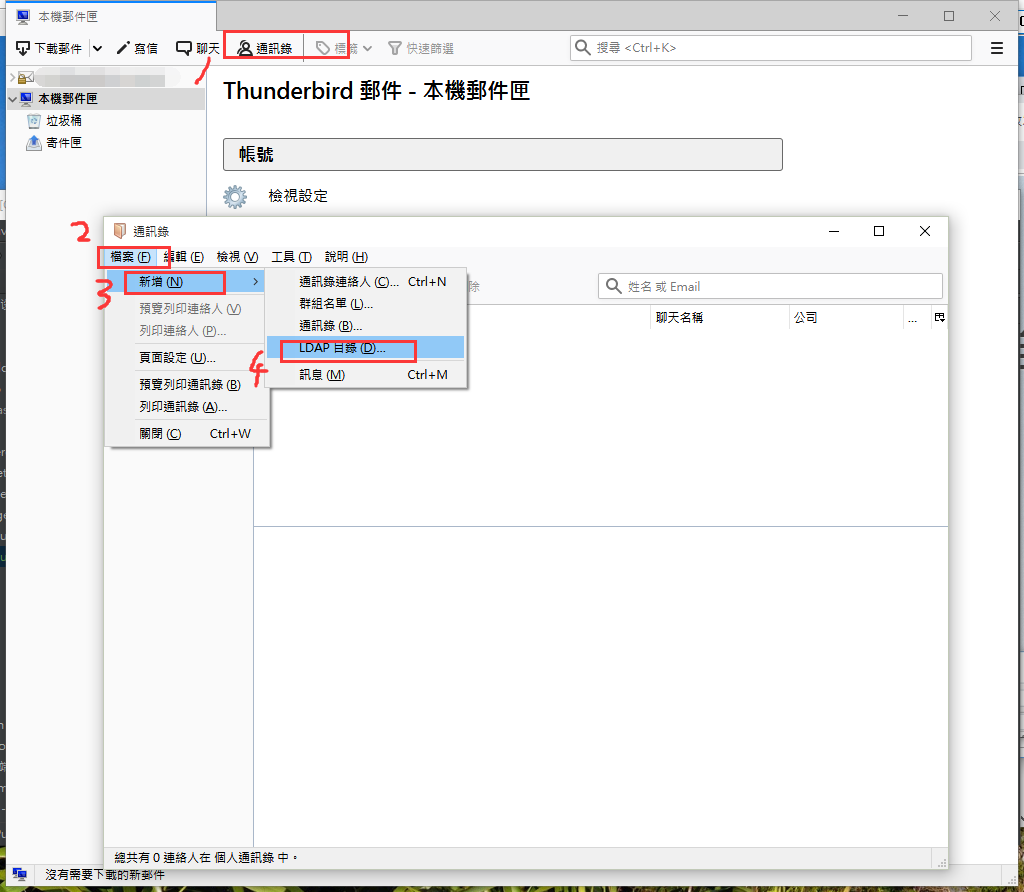 本機郵件匣
下載郵件 寫信 聊天 通訊錄 標籤 快速篩選 搜尋 <Ctrl+K>
1
本機郵件匣
垃圾桶
寄件匣
Thunderbird 郵件 - 本機郵件匣
帳號
檢視設定
2
通訊錄
檔案 (F) 編輯 (E) 檢視 (V) 工具 (T) 說明 (H)
3
新增 (N)
預覽列印連絡人 (V)
列印連絡人 (P)...
頁面設定 (U)...
預覽列印通訊錄 (B)
列印通訊錄 (A)...
關閉 (C) Ctrl+W
通訊錄連絡人 (C)... Ctrl+N
群組名單 (L)...
通訊錄 (B)...
4
LDAP 目錄 (D)...
訊息 (M) Ctrl+M
除
姓名 或 Email
聊天名稱 公司 ...
總共有 0 連絡人在 個人通訊錄 中。
沒有需要下載的新郵件